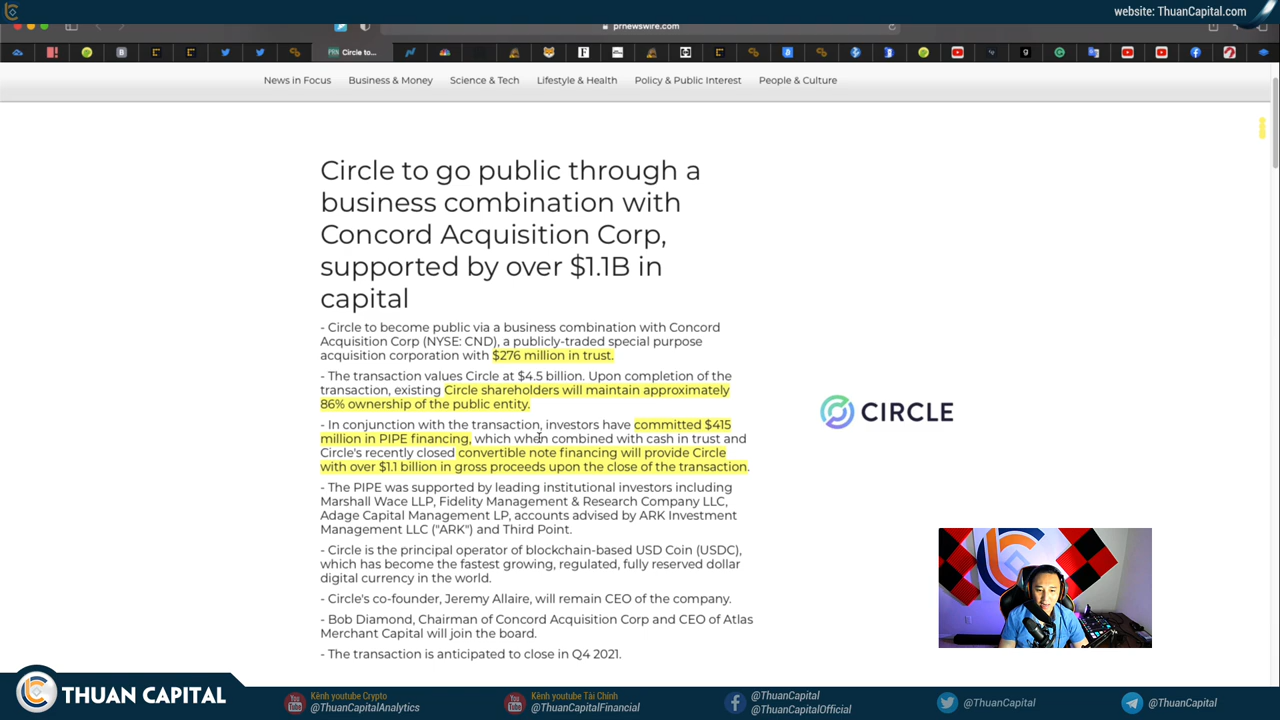 website: ThuanCapital.com
prnewswire.com
Circle to...
News in Focus Business & Money Science & Tech Lifestyle & Health Policy & Public Interest People & Culture
Circle to go public through a
business combination with
Concord Acquisition Corp,
supported by over $1.1B in
capital
- Circle to become public via a business combination with Concord
Acquisition Corp (NYSE: CND), a publicly-traded special purpose
acquisition corporation with $276 million in trust.
- The transaction values Circle at $4.5 billion. Upon completion of the
transaction, existing Circle shareholders will maintain approximately
86% ownership of the public entity.
- In conjunction with the transaction, investors have committed $415
million in PIPE financing, which when combined with cash in trust and
Circle's recently closed convertible note financing will provide Circle
with over $1.1 billion in gross proceeds upon the close of the transaction.
- The PIPE was supported by leading institutional investors including
Marshall Wace LLP, Fidelity Management & Research Company LLC,
Adage Capital Management LP, accounts advised by ARK Investment
Management LLC ("ARK") and Third Point.
- Circle is the principal operator of blockchain-based USD Coin (USDC),
which has become the fastest growing, regulated, fully reserved dollar
digital currency in the world.
- Circle's co-founder, Jeremy Allaire, will remain CEO of the company.
- Bob Diamond, Chairman of Concord Acquisition Corp and CEO of Atlas
Merchant Capital will join the board.
- The transaction is anticipated to close in Q4 2021.
CIRCLE
THUAN CAPITAL
Kênh youtube Crypto
@ThuanCapitalAnalytics
Kênh youtube Tài Chính
@ThuanCapitalFinancial
@ThuanCapital
@ThuanCapitalOfficial
@ThuanCapital
@ThuanCapital